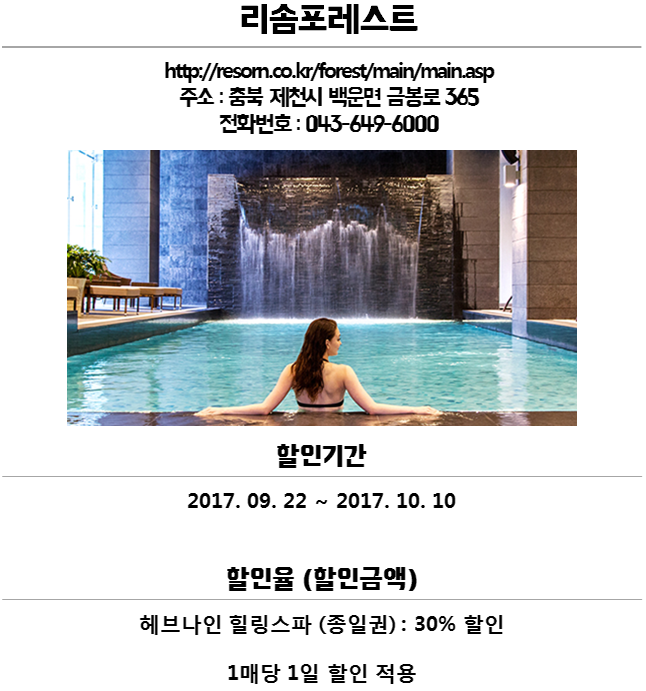 리솜포레스트
http://resom.co.kr/forest/main/main.asp
주소 : 충북 제천시 백운면 금봉로 365
전화번호 : 043-649-6000
할인기간
2017. 09. 22 ~ 2017. 10. 10
할인율 (할인금액)
헤브나인 힐링스파 (종일권) : 30% 할인
1매당 1일 할인 적용